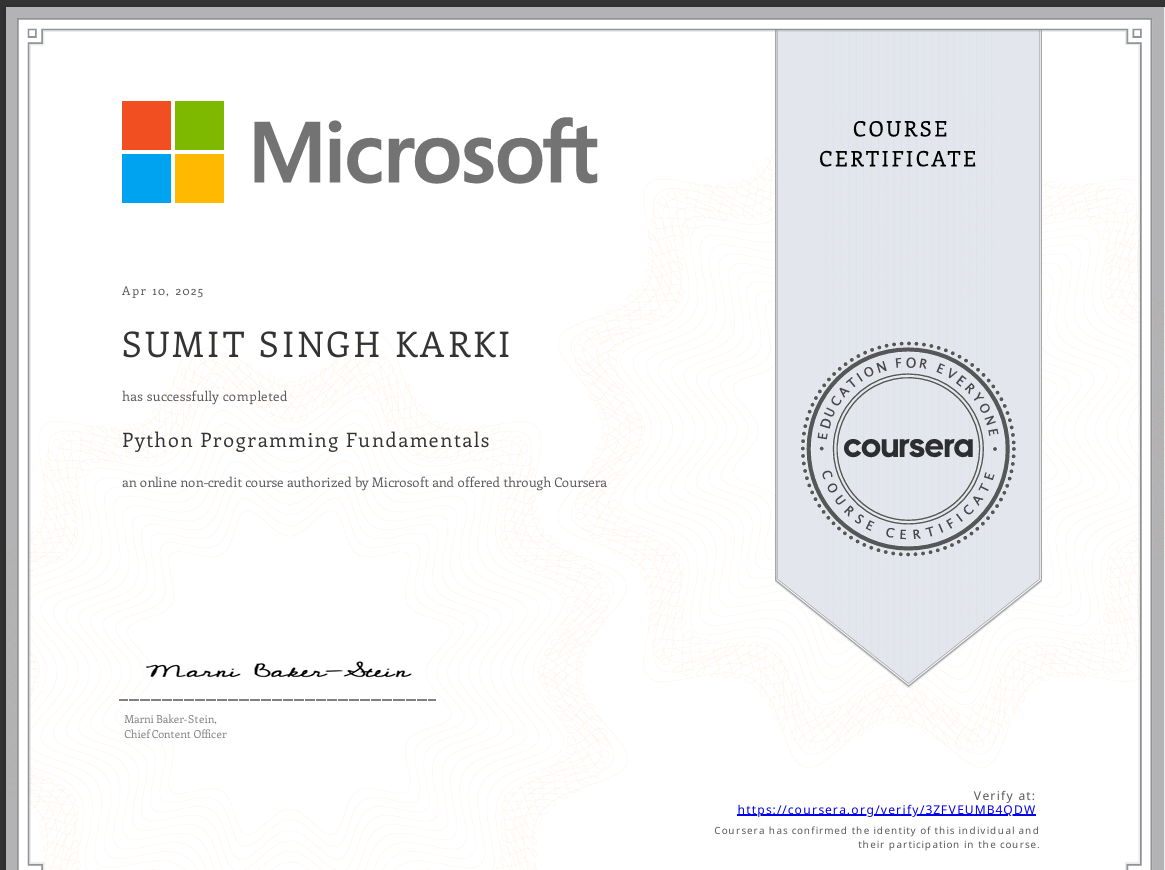 Microsoft
COURSE
CERTIFICATE
Apr 10, 2025
SUMIT SINGH KARKI
has successfully completed
Python Programming Fundamentals
an online non-credit course authorized by Microsoft and offered through Coursera
EDUCATION FOR EVERYONE
coursera
COURSE CERTIFICATE
Marni Baker-Stein
Marni Baker-Stein,
Chief Content Officer
Verify at:
https://coursera.org/verify/3ZFVEUMB4QDW
Coursera has confirmed the identity of this individual and
their participation in the course.